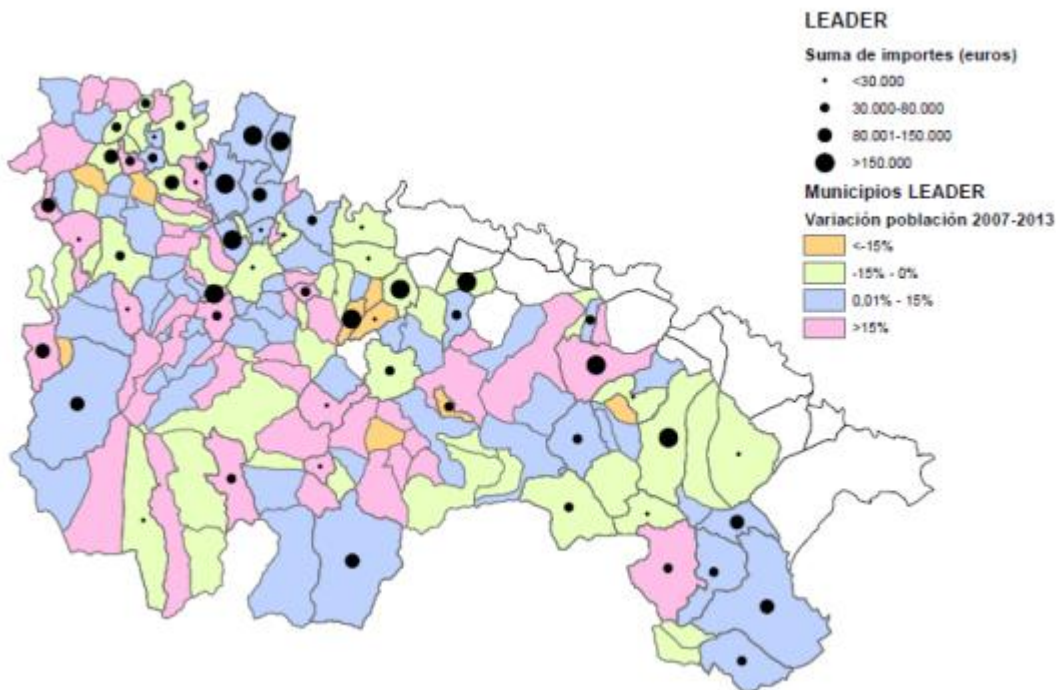 LEADER
Suma de importes (euros)
<30.000
30.000-80.000
80.001-150.000
>150.000
Municipios LEADER
Variación población 2007-2013
<-15%
-15% - 0%
0,01% - 15%
>15%